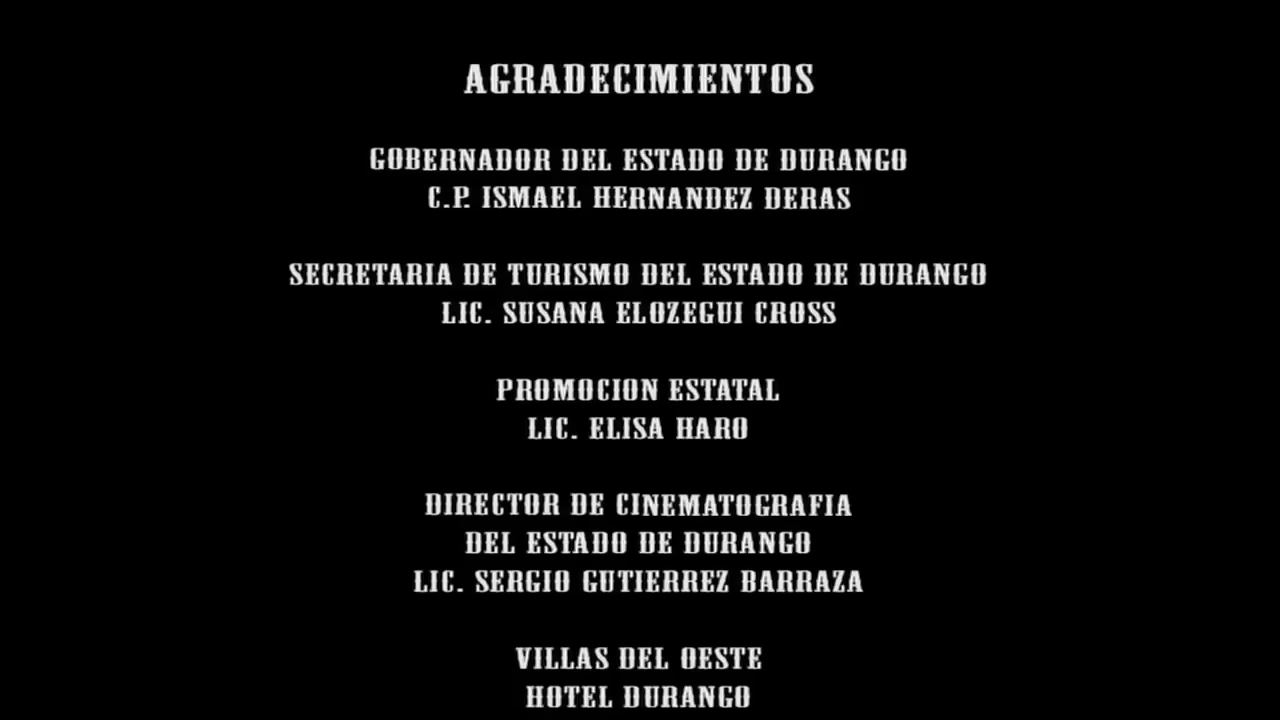 AGRADECIMIENTOS
GOBERNADOR DEL ESTADO DE DURANGO
C.P. ISMAEL HERNANDEZ DERAS
SECRETARIA DE TURISMO DEL ESTADO DE DURANGO
LIC. SUSANA ELOZEGUI CROSS
PROMOCION ESTATAL
LIC. ELISA HARO
DIRECTOR DE CINEMATOGRAFIA
DEL ESTADO DE DURANGO
LIC. SERGIO GUTIERREZ BARRAZA
VILLAS DEL OESTE
HOTEL DURANGO